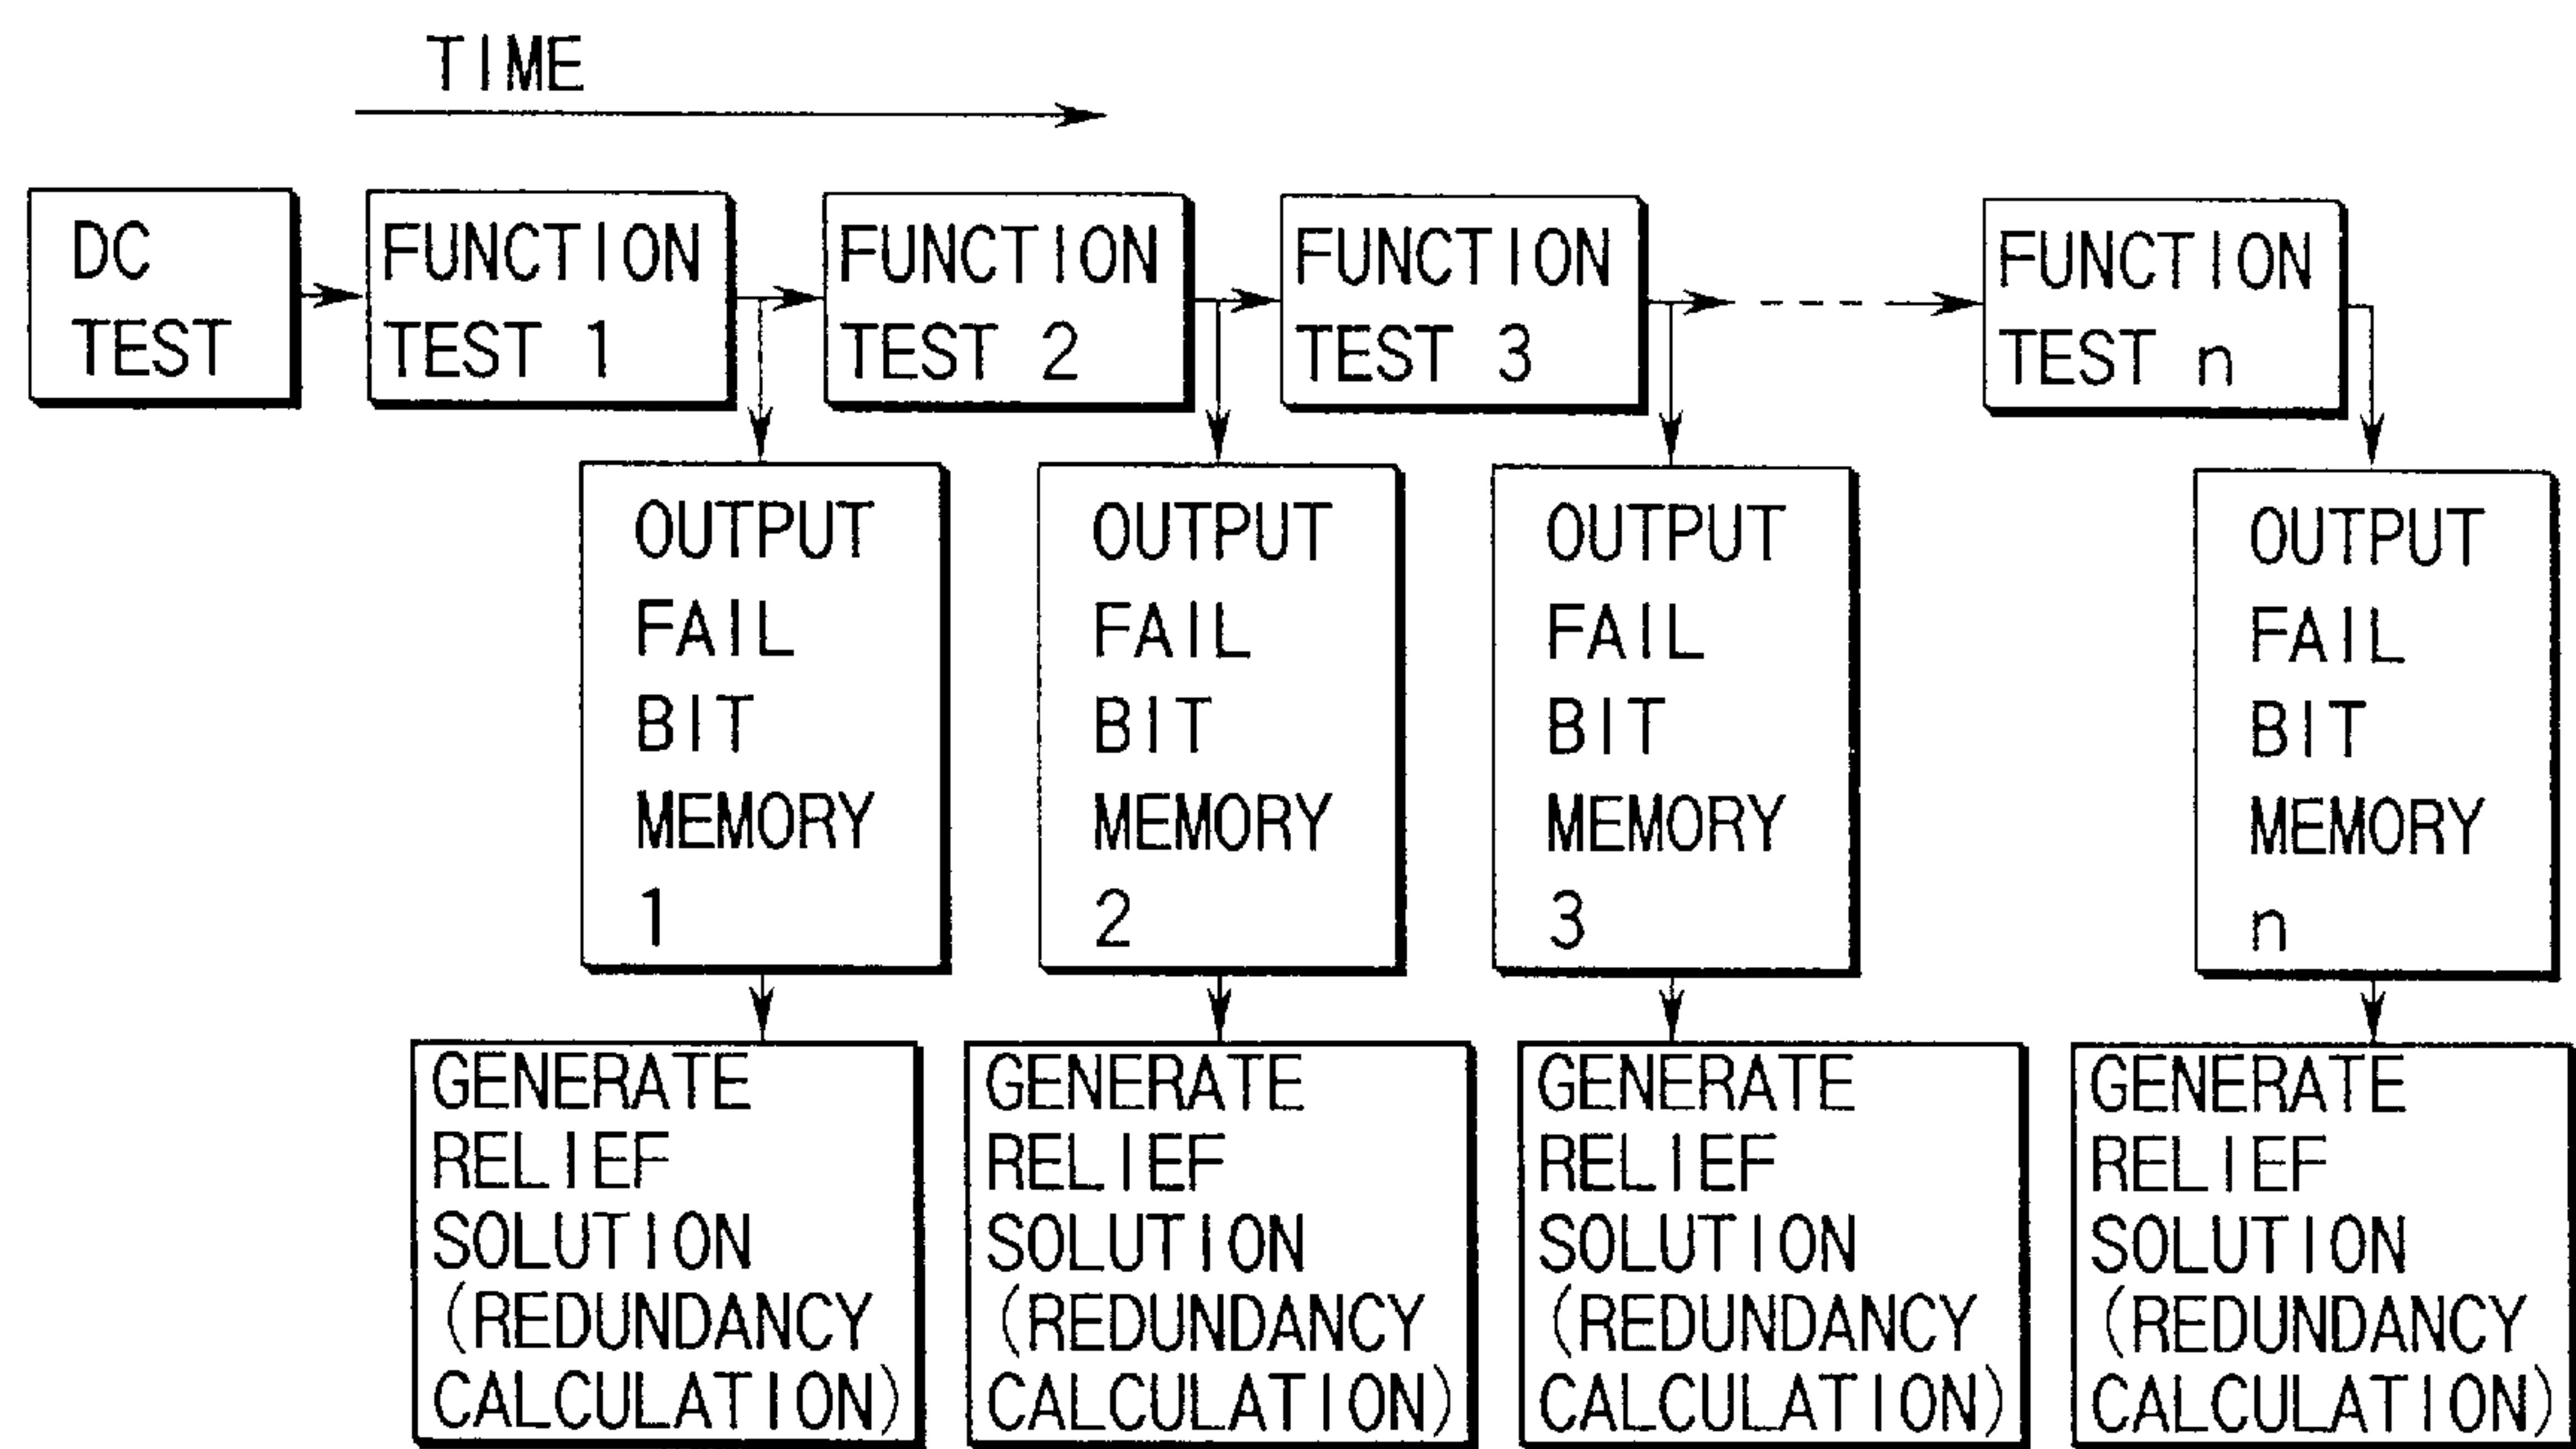 TIME
DC
TEST
FUNCTION
TEST 1
FUNCTION
TEST 2
FUNCTION
TEST 3
FUNCTION
TEST n
OUTPUT
FAIL
BIT
MEMORY
1
OUTPUT
FAIL
BIT
MEMORY
2
OUTPUT
FAIL
BIT
MEMORY
3
OUTPUT
FAIL
BIT
MEMORY
n
GENERATE
RELIEF
SOLUTION
(REDUNDANCY
CALCULATION)
GENERATE
RELIEF
SOLUTION
(REDUNDANCY
CALCULATION)
GENERATE
RELIEF
SOLUTION
(REDUNDANCY
CALCULATION)
GENERATE
RELIEF
SOLUTION
(REDUNDANCY
CALCULATION)